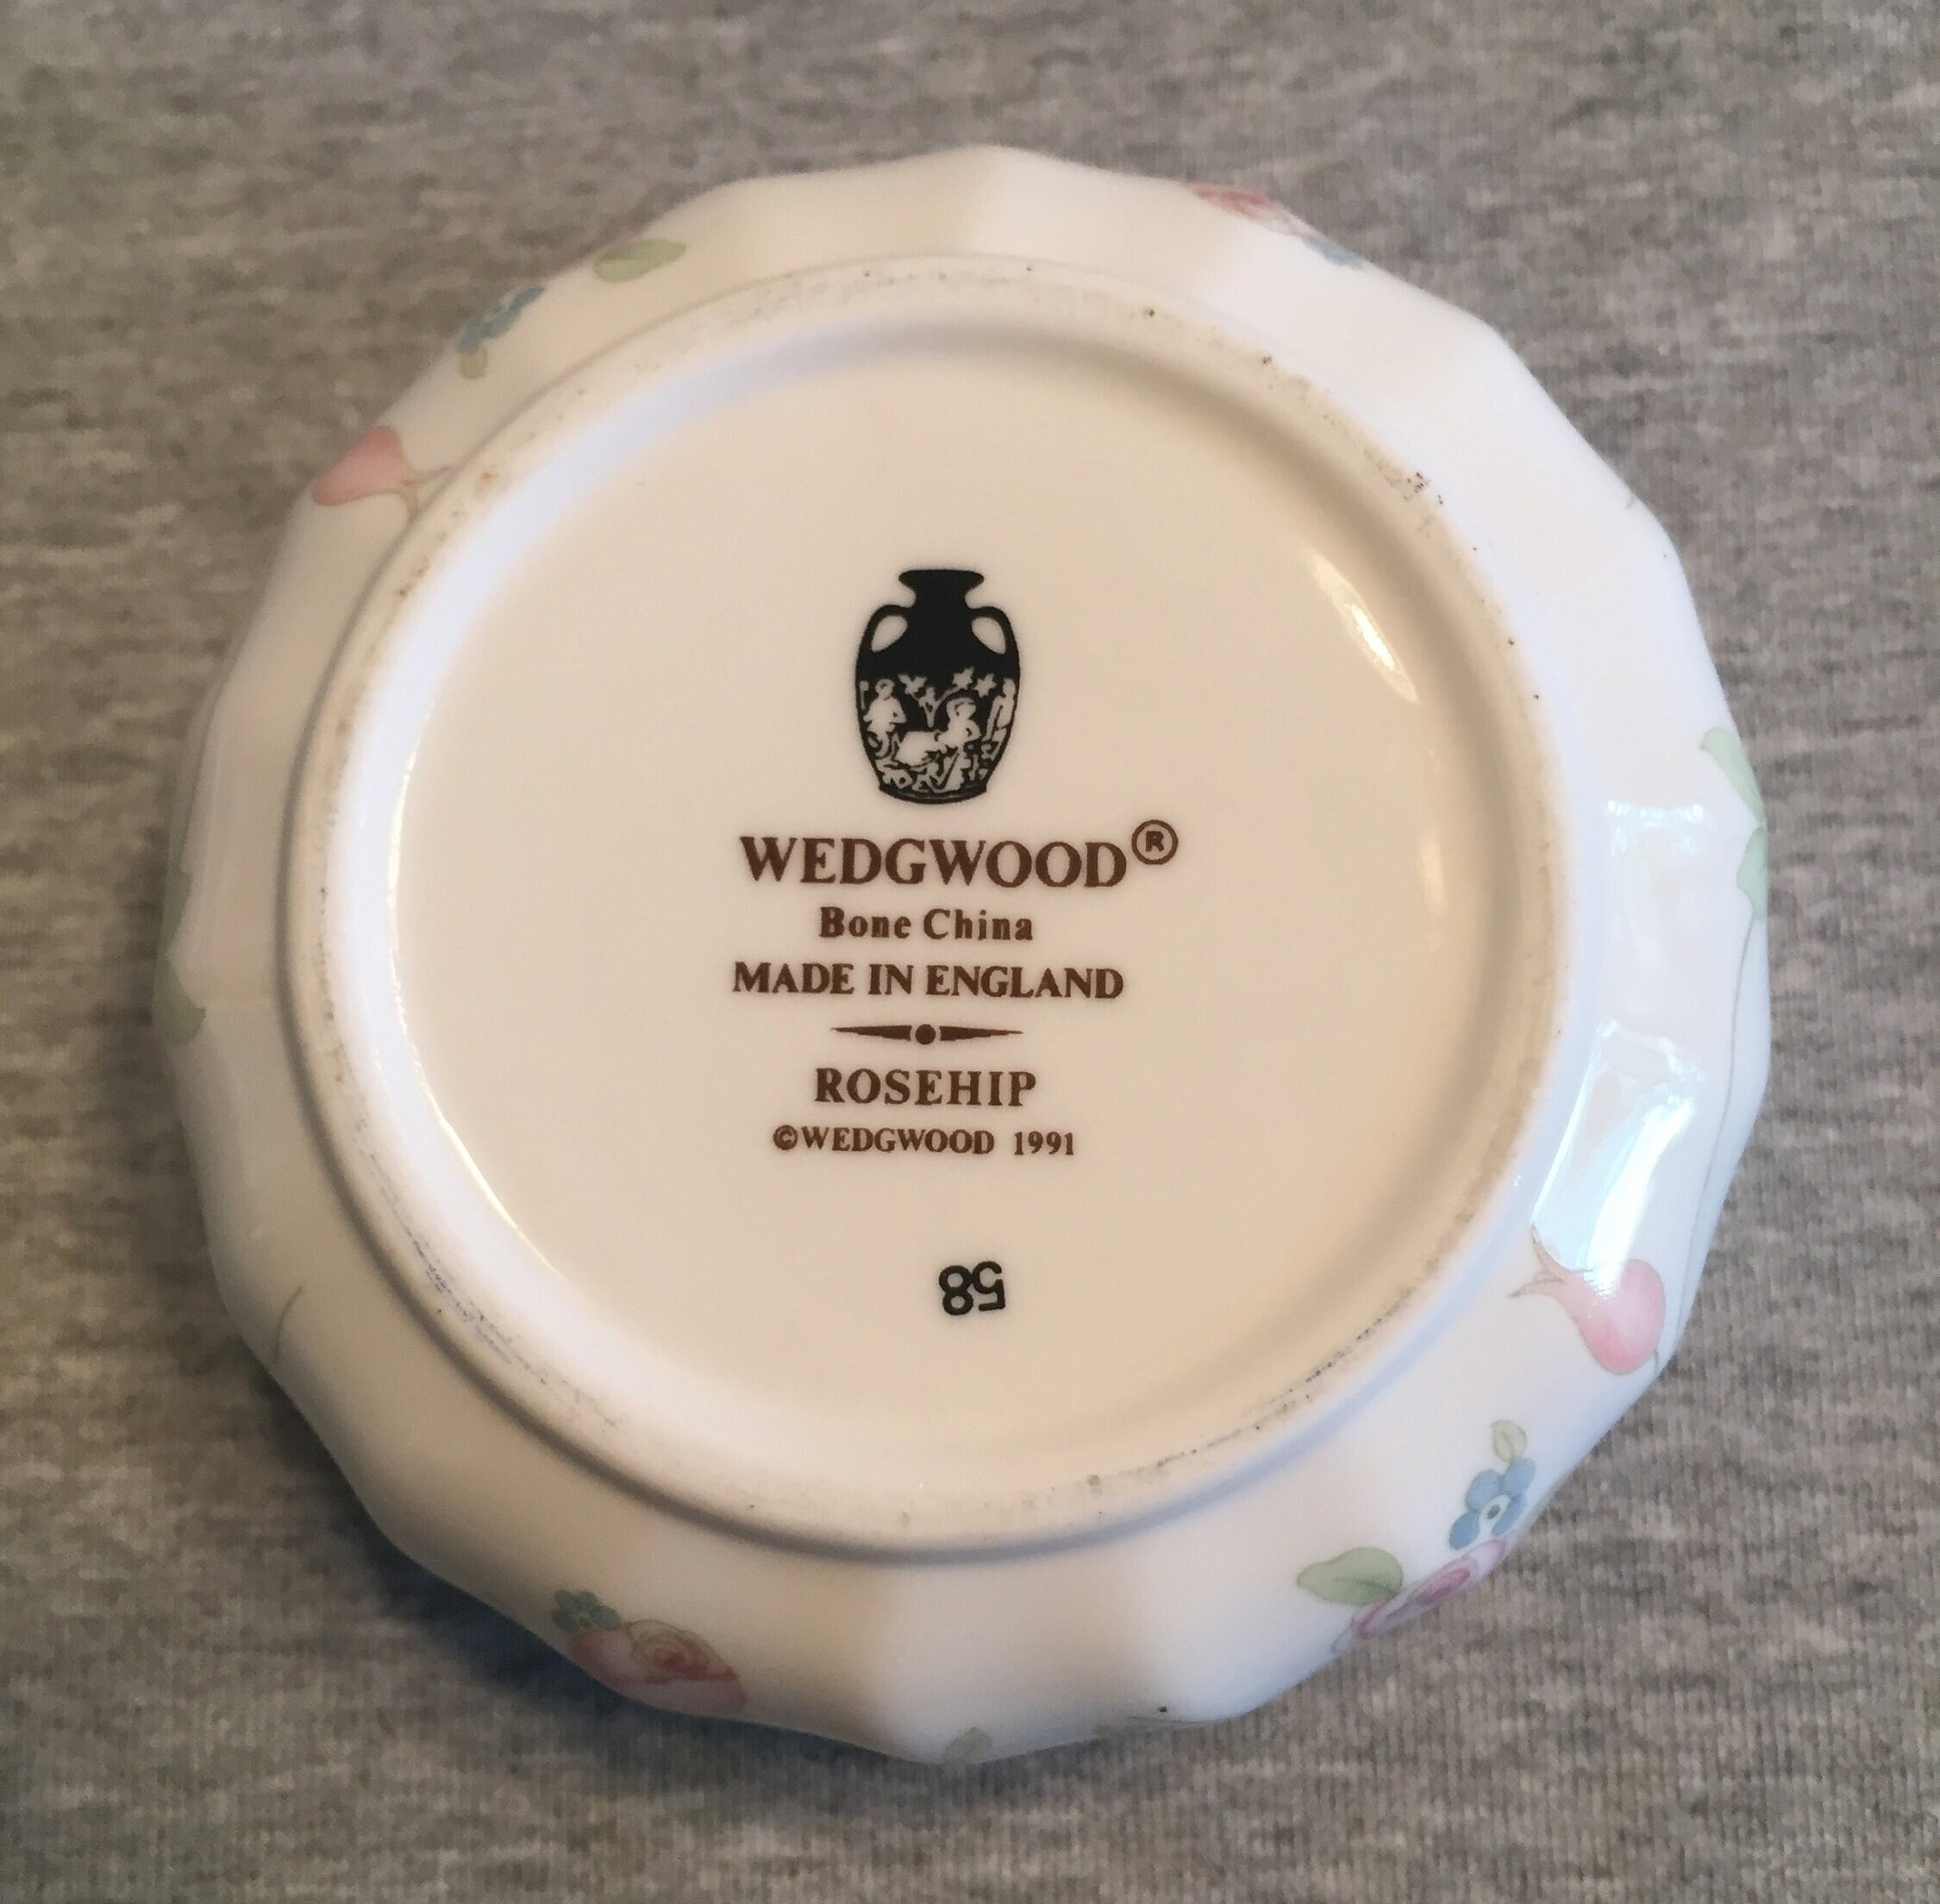 WEDGWOOD®
Bone China
MADE IN ENGLAND
ROSEHIP
©WEDGWOOD 1991
58